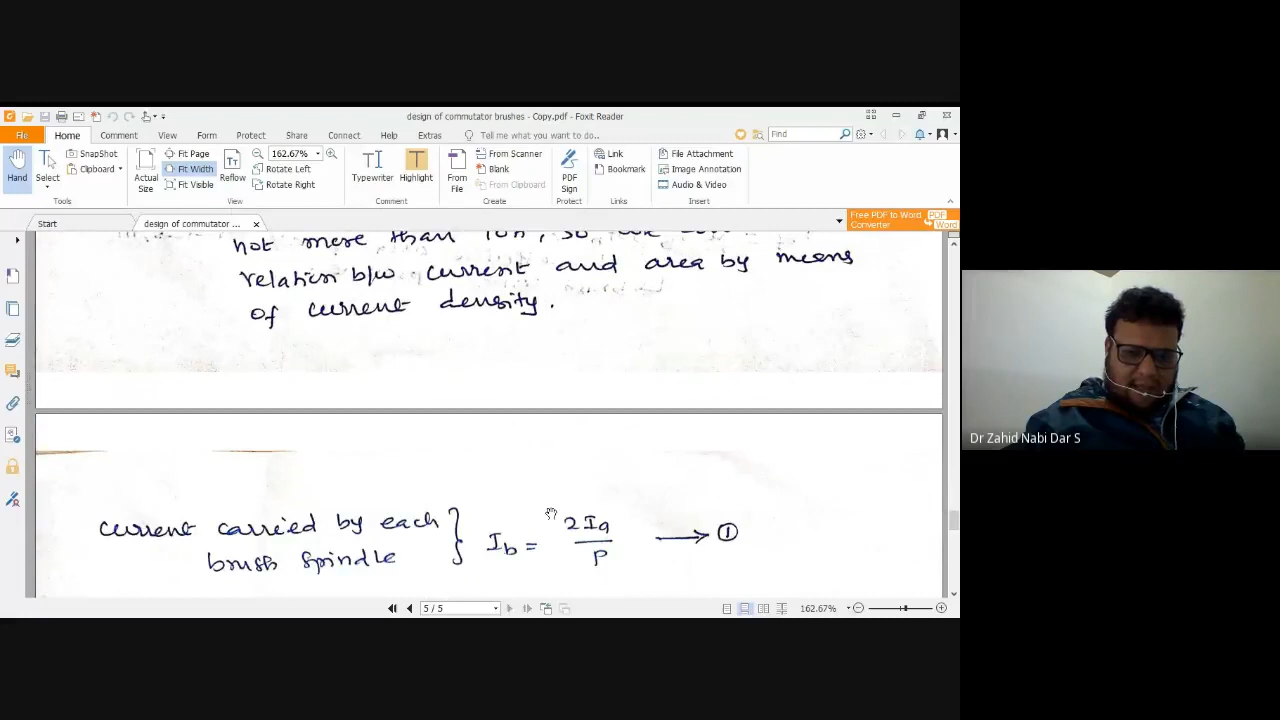 design of commutator brushes - Copy.pdf - Foxit Reader
File Home Comment View Form Protect Share Connect Help Extras Tell me what you want to do.. Find
Hand
Select
SnapShot
Clipboard
Tools
Actual Size
Fit Page
Fit Width
Fit Visible
Reflow
162.67%
Rotate Left
Rotate Right
View
Typewriter
Highlight
Comment
From File
From Scanner
Blank
From Clipboard
Create
PDF Sign
Protect
Link
Bookmark
Links
File Attachment
Image Annotation
Audio & Video
Insert
Start
design of commutator ...
Free PDF to Word Converter
PDF Word
not more than
relation b/w current and area by means
of current density.
current carried by each
brush spindle } Ib = 2Ia / P → ①
5 / 5
162.67%
Dr Zahid Nabi Dar S